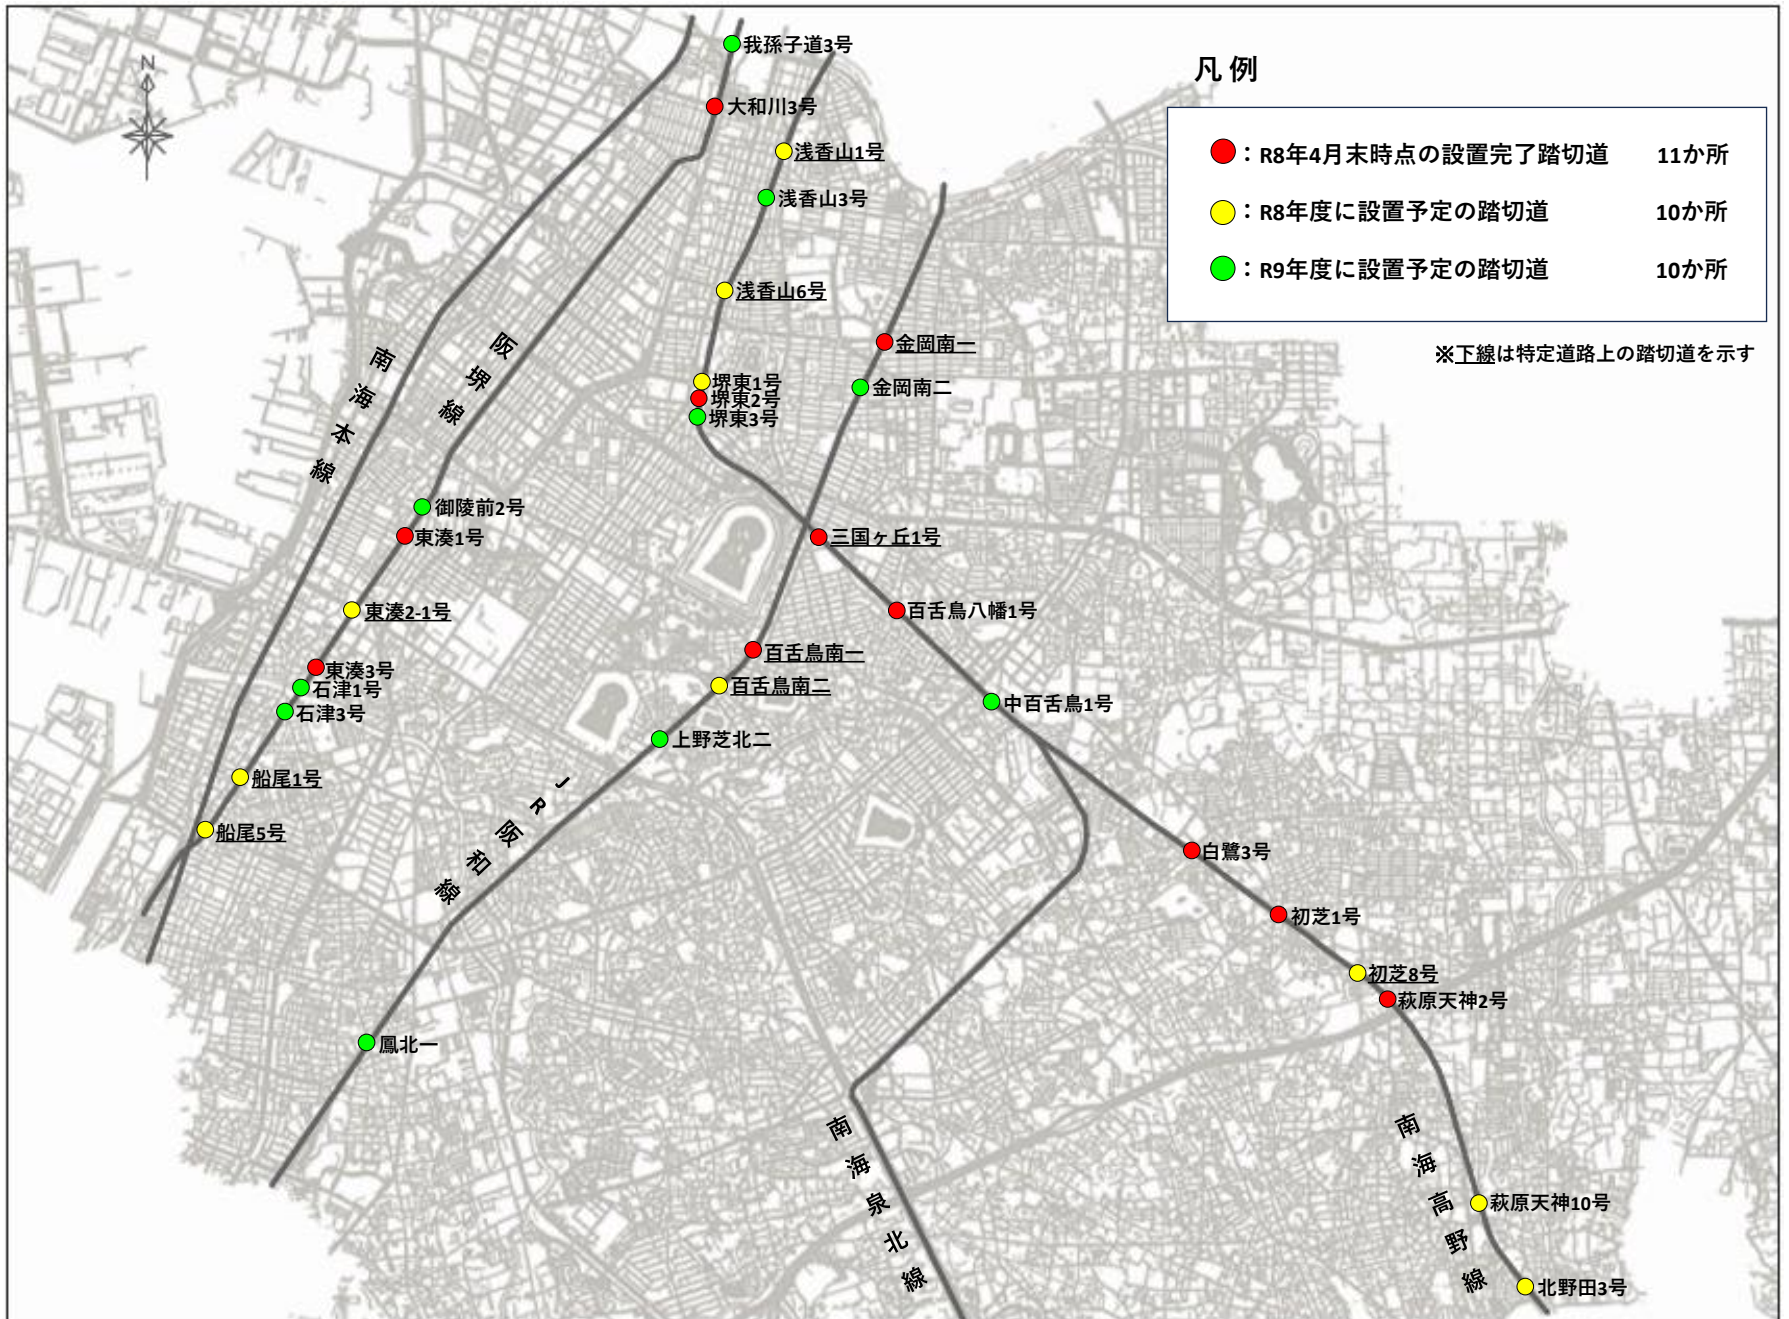 N
凡例
：R8年4月末時点の設置完了踏切道 11か所
：R8年度に設置予定の踏切道 10か所
：R9年度に設置予定の踏切道 10か所
※下線は特定道路上の踏切道を示す
我孫子道3号
大和川3号
浅香山1号
浅香山3号
浅香山6号
金岡南一
金岡南二
堺東1号
堺東2号
堺東3号
南海本線
阪堺線
御陵前2号
東湊1号
三国ヶ丘1号
東湊2-1号
百舌鳥八幡1号
百舌鳥南一
東湊3号
石津1号
百舌鳥南二
石津3号
中百舌鳥1号
上野芝北二
船尾1号
船尾5号
JR阪和線
白鷺3号
初芝1号
初芝8号
萩原天神2号
鳳北一
南海泉北線
南海高野線
萩原天神10号
北野田3号